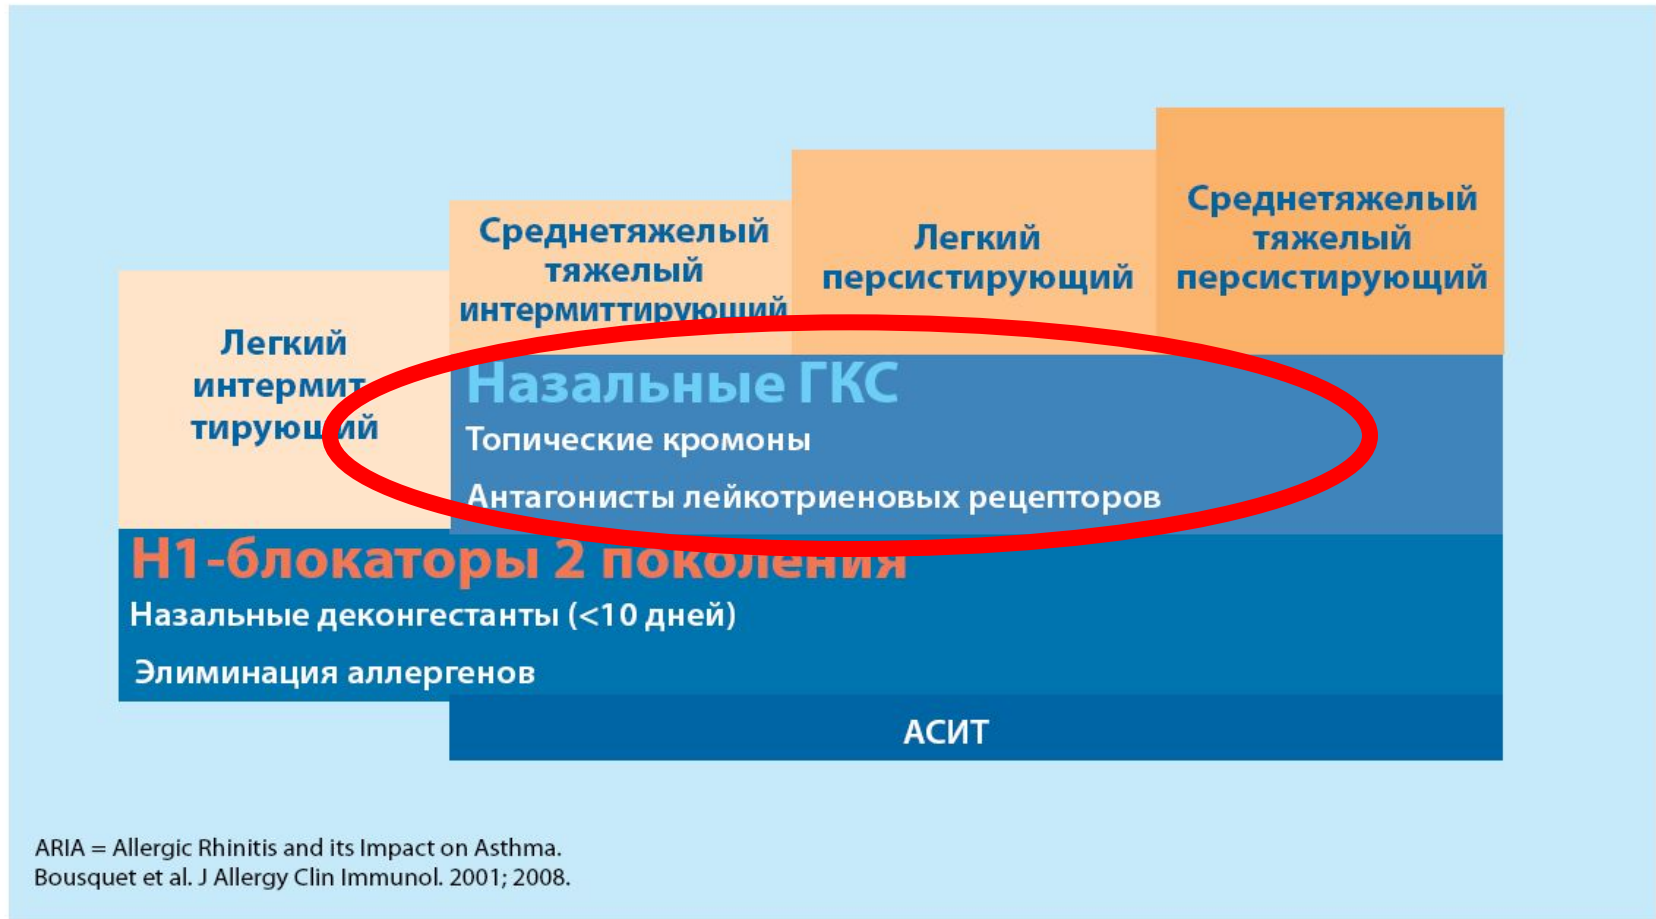 Легкий
интермит-
тирующий
Среднетяжелый
тяжелый
интермиттирующий
Легкий
персистирующий
Среднетяжелый
тяжелый
персистирующий
Назальные ГКС
Топические кромоны
Антагонисты лейкотриеновых рецепторов
Н1-блокаторы 2 поколения
Назальные деконгестанты (<10 дней)
Элиминация аллергенов
АСИТ
ARIA = Allergic Rhinitis and its Impact on Asthma.
Bousquet et al. J Allergy Clin Immunol. 2001; 2008.